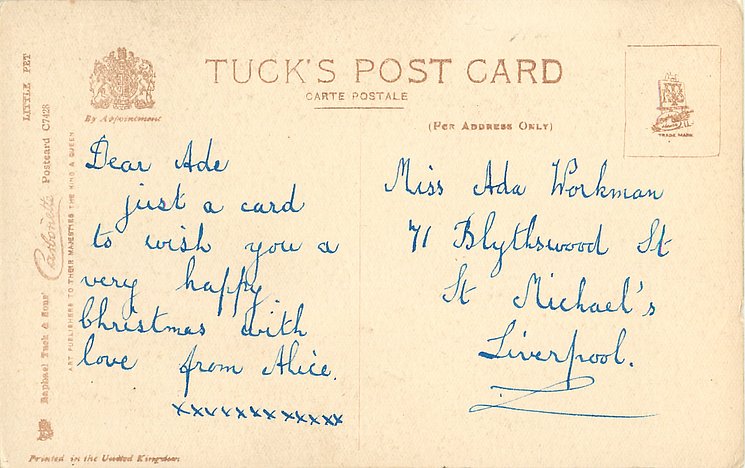 TUCK'S POST CARD
CARTE POSTALE
By Appointment
(FOR ADDRESS ONLY)
TRADE MARK
Dear Ade
just a card
to wish you a
very happy
Christmas with
love from Alice.
xxxxxxxxxxxx
Miss Ada Workman
71 Blythswood St
St Michael's
Liverpool.
LITTLE PET
Raphael Tuck & Sons' Carbonette Postcard C7428
ART PUBLISHERS TO THEIR MAJESTIES THE KING & QUEEN
Printed in the United Kingdom